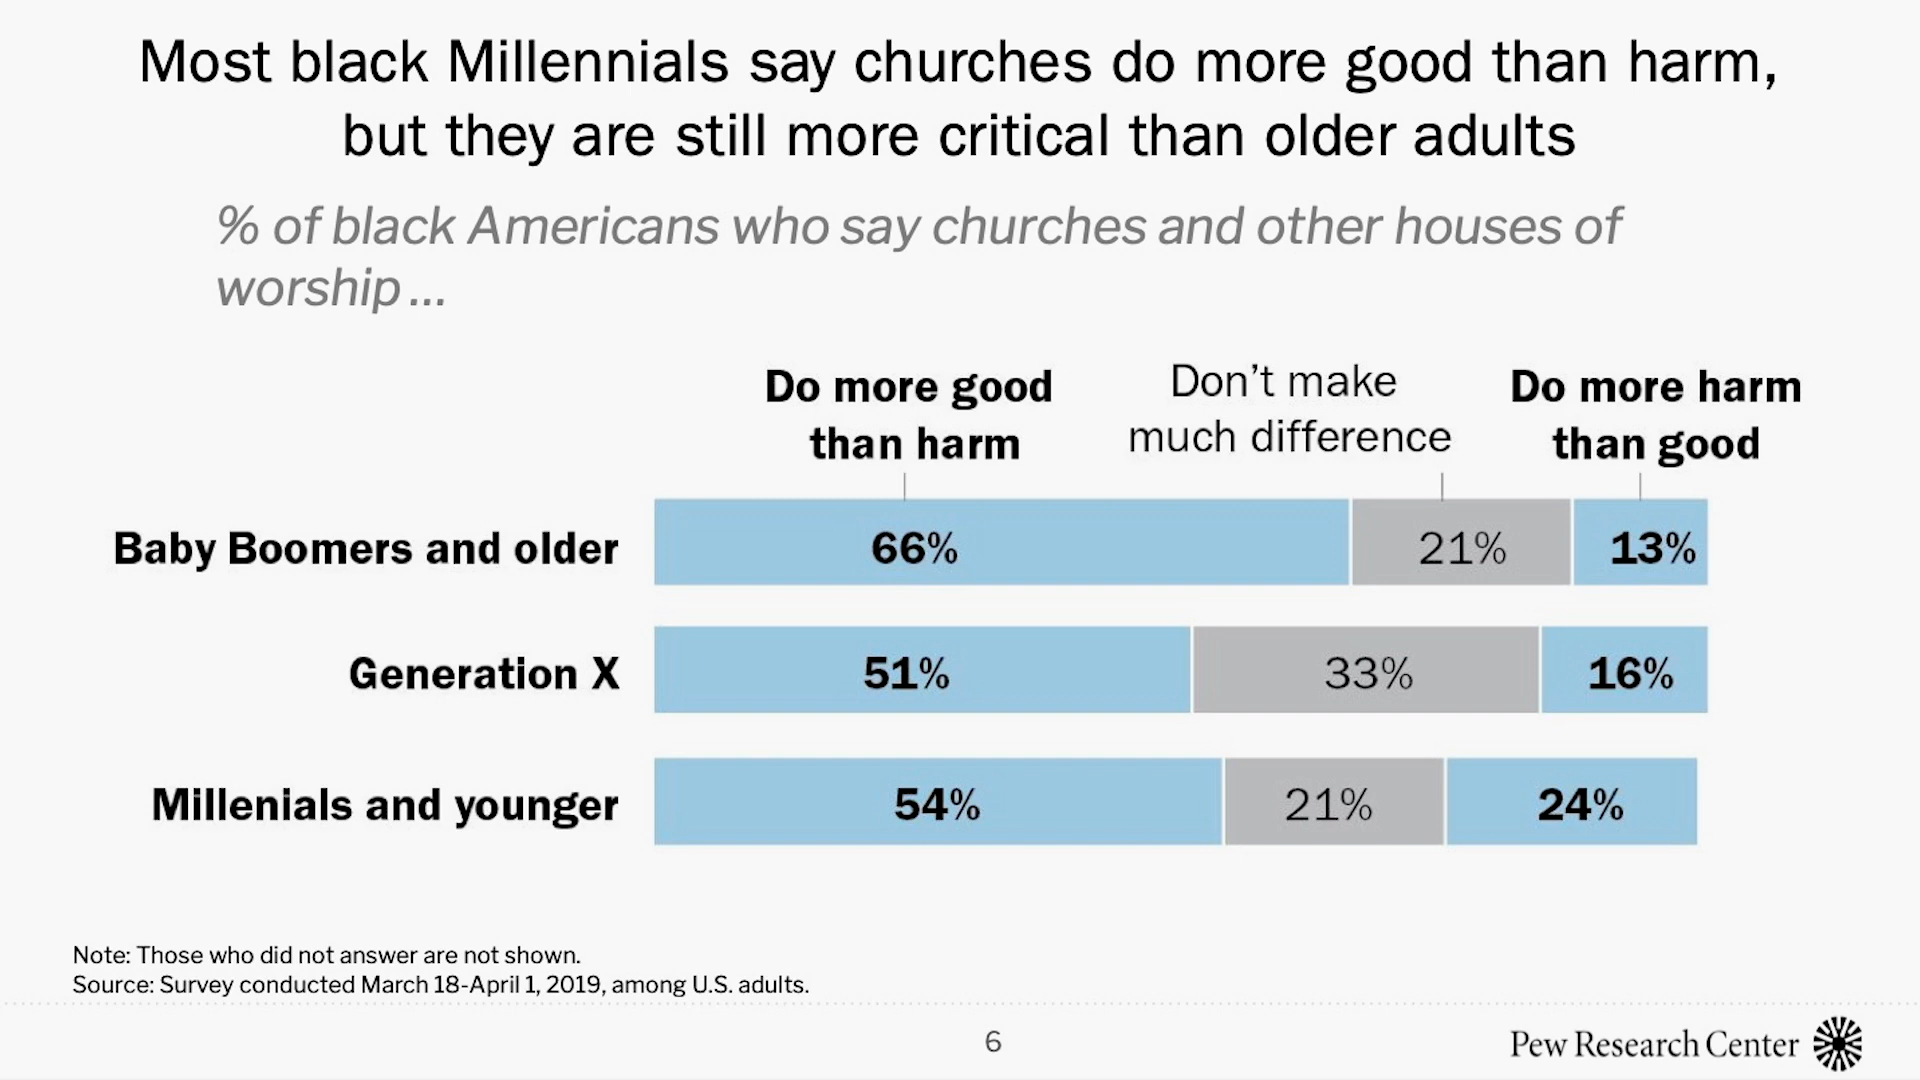 Most black Millennials say churches do more good than harm,
but they are still more critical than older adults
% of black Americans who say churches and other houses of
worship ...
Do more good
than harm
Don't make
much difference
Do more harm
than good
Baby Boomers and older
66%
21%
13%
Generation X
51%
33%
16%
Millenials and younger
54%
21%
24%
Note: Those who did not answer are not shown.
Source: Survey conducted March 18-April 1, 2019, among U.S. adults.
6
Pew Research Center